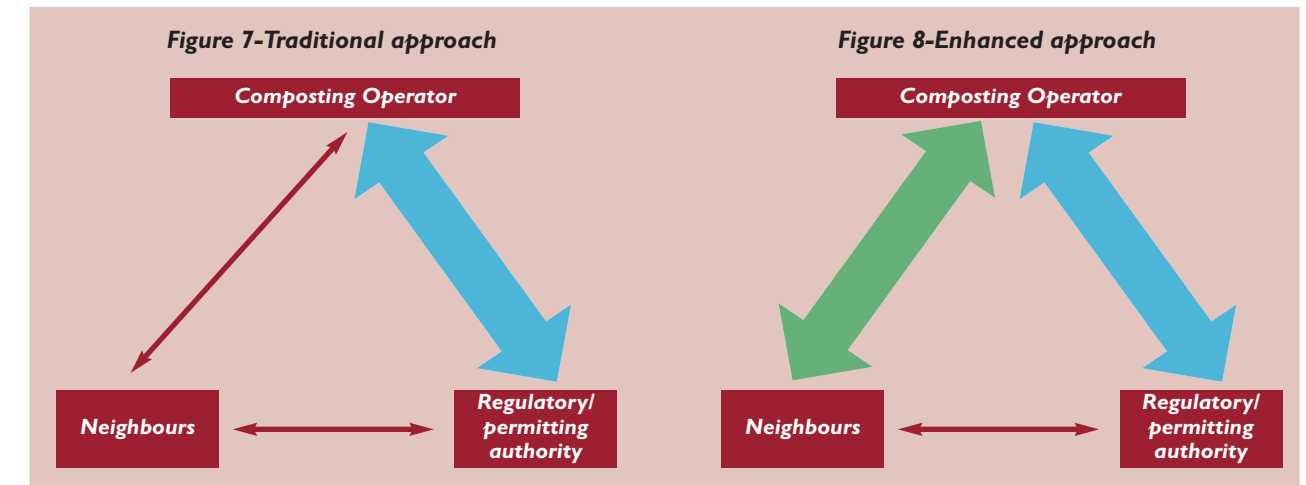 Figure 7-Traditional approach
Composting Operator
Neighbours
Regulatory/
permitting
authority
Figure 8-Enhanced approach
Composting Operator
Neighbours
Regulatory/
permitting
authority